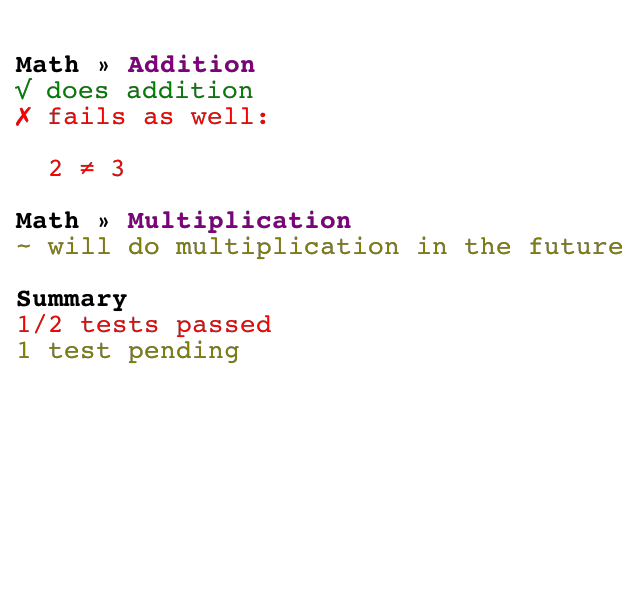 Math » Addition
√ does addition
✗ fails as well:
2 ≠ 3
Math » Multiplication
~ will do multiplication in the future
Summary
1/2 tests passed
1 test pending